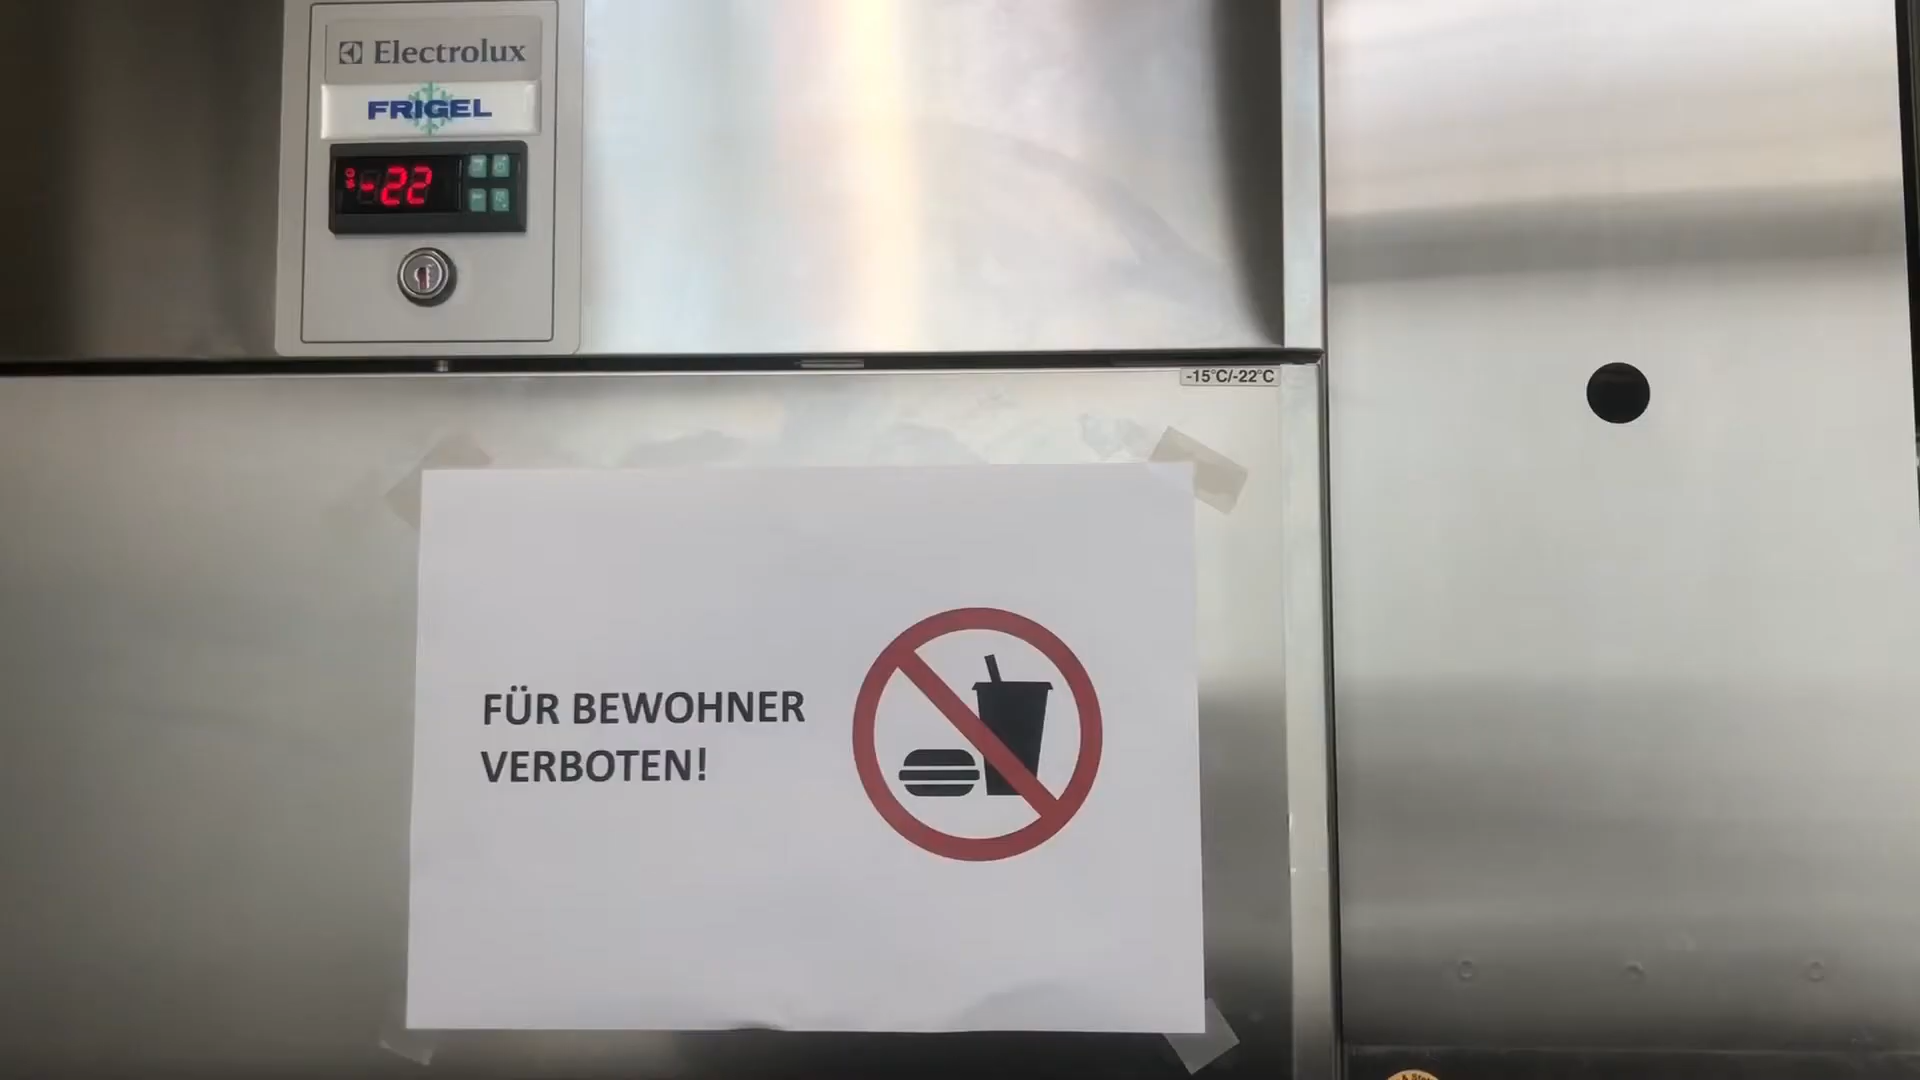 Electrolux
FRIGEL
-22
-15°C/-22°C
FÜR BEWOHNER
VERBOTEN!